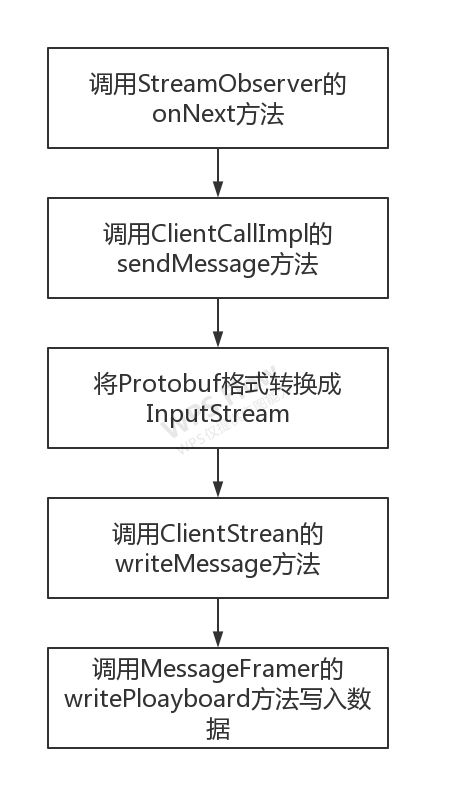 调用StreamObserver的
onNext方法
调用ClientCallImpl的
sendMessage方法
将Protobuf格式转换成
InputStream
调用ClientStrean的
writeMessage方法
调用MessageFramer的
writePloayboard方法写入数
据